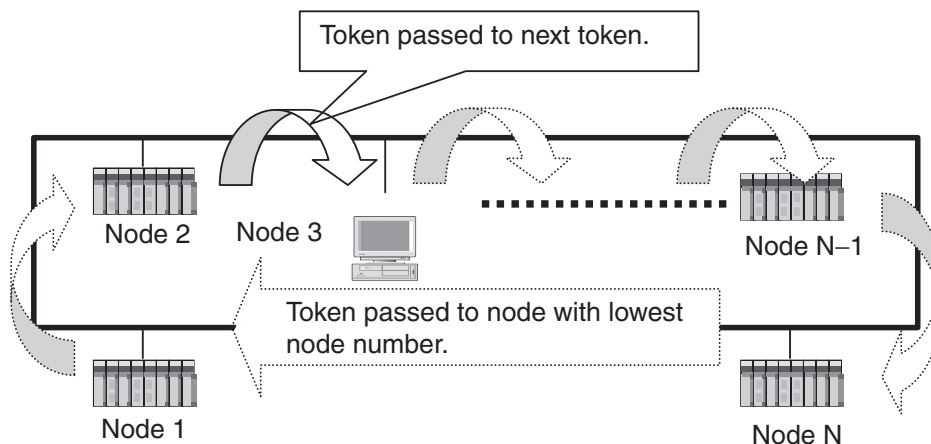 Token passed to next token.
Node 2
Node 3
Node N–1
Token passed to node with lowest
node number.
Node 1
Node N